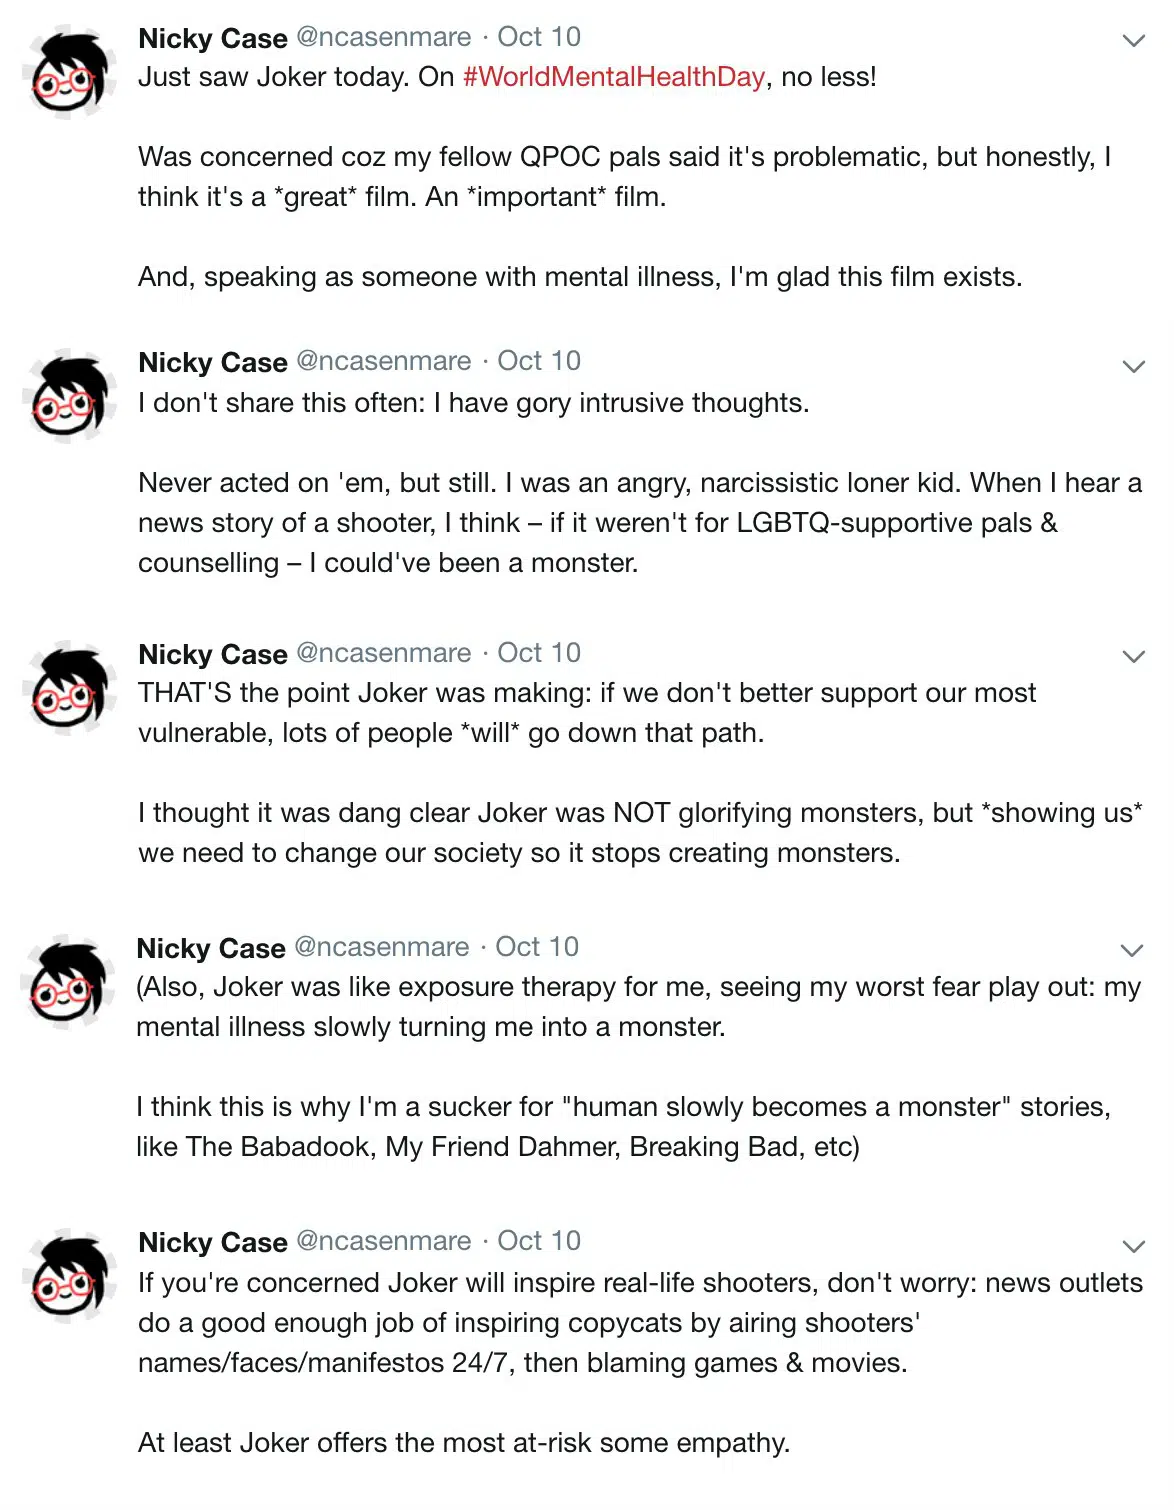 Nicky Case @ncasenmare · Oct 10
Just saw Joker today. On #WorldMentalHealthDay, no less!
Was concerned coz my fellow QPOC pals said it's problematic, but honestly, I
think it's a *great* film. An *important* film.
And, speaking as someone with mental illness, I'm glad this film exists.
Nicky Case @ncasenmare · Oct 10
I don't share this often: I have gory intrusive thoughts.
Never acted on 'em, but still. I was an angry, narcissistic loner kid. When I hear a
news story of a shooter, I think – if it weren't for LGBTQ-supportive pals &
counselling – I could've been a monster.
Nicky Case @ncasenmare · Oct 10
THAT'S the point Joker was making: if we don't better support our most
vulnerable, lots of people *will* go down that path.
I thought it was dang clear Joker was NOT glorifying monsters, but *showing us*
we need to change our society so it stops creating monsters.
Nicky Case @ncasenmare · Oct 10
(Also, Joker was like exposure therapy for me, seeing my worst fear play out: my
mental illness slowly turning me into a monster.
I think this is why I'm a sucker for "human slowly becomes a monster" stories,
like The Babadook, My Friend Dahmer, Breaking Bad, etc)
Nicky Case @ncasenmare · Oct 10
If you're concerned Joker will inspire real-life shooters, don't worry: news outlets
do a good enough job of inspiring copycats by airing shooters'
names/faces/manifestos 24/7, then blaming games & movies.
At least Joker offers the most at-risk some empathy.